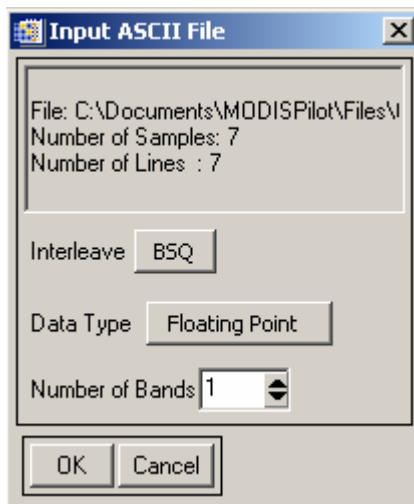 Input ASCII File
File: C:\Documents\MODISPilot\Files\
Number of Samples: 7
Number of Lines : 7
Interleave BSQ
Data Type Floating Point
Number of Bands 1
OK Cancel